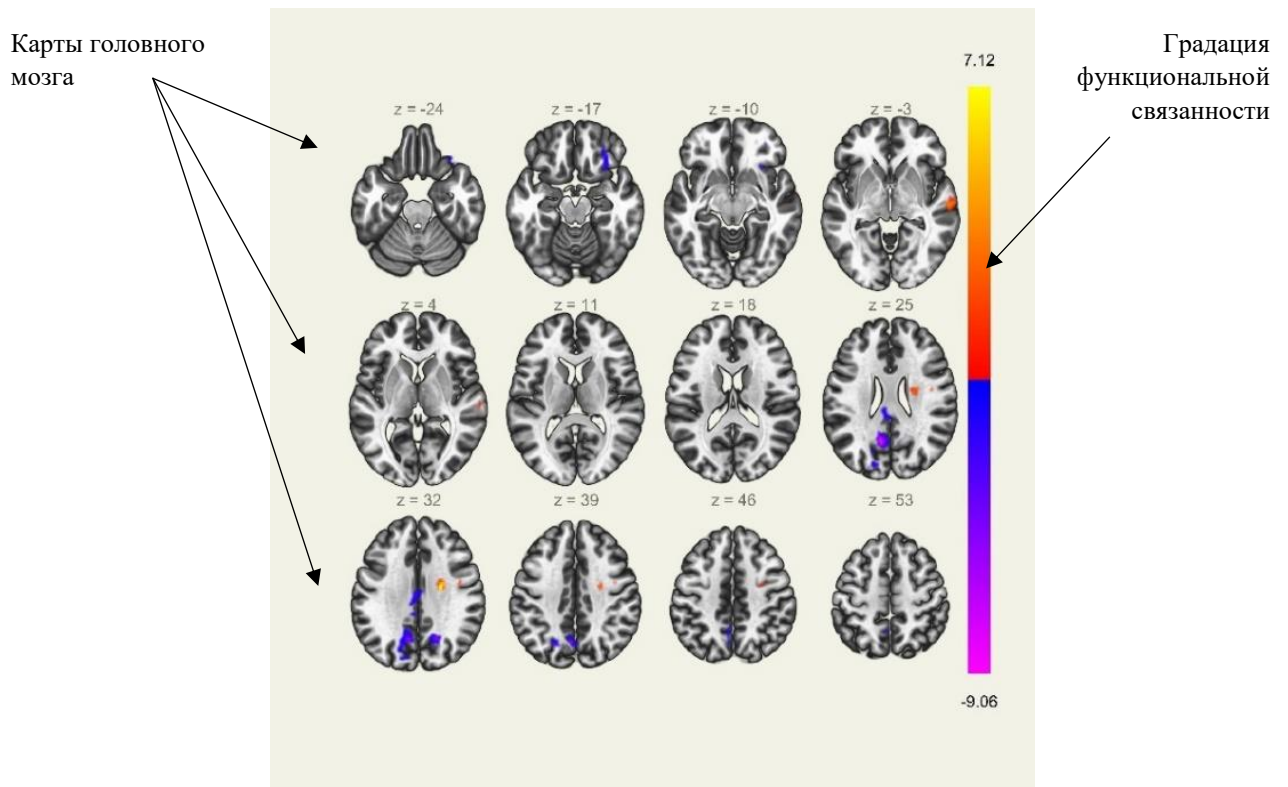 Карты головного
мозга
Градация
функциональной
связанности
7.12
z = -24
z = -17
z = -10
z = -3
z = 4
z = 11
z = 18
z = 25
z = 32
z = 39
z = 46
z = 53
-9.06